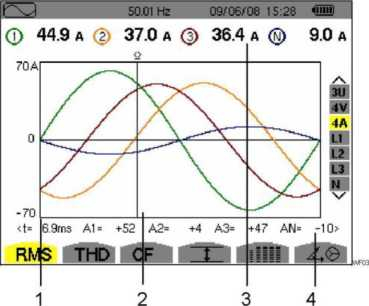 50.01 Hz 09/06/08 15:28
1 44.9 A 2 37.0 A 3 36.4 A N 9.0 A
70A
0
-70
3U
4V
4A
L1
L2
L3
N
<t= 6.9ms A1= +52 A2= +4 A3= +47 AN= -10>
RMS THD CF
WF03
1 2 3 4